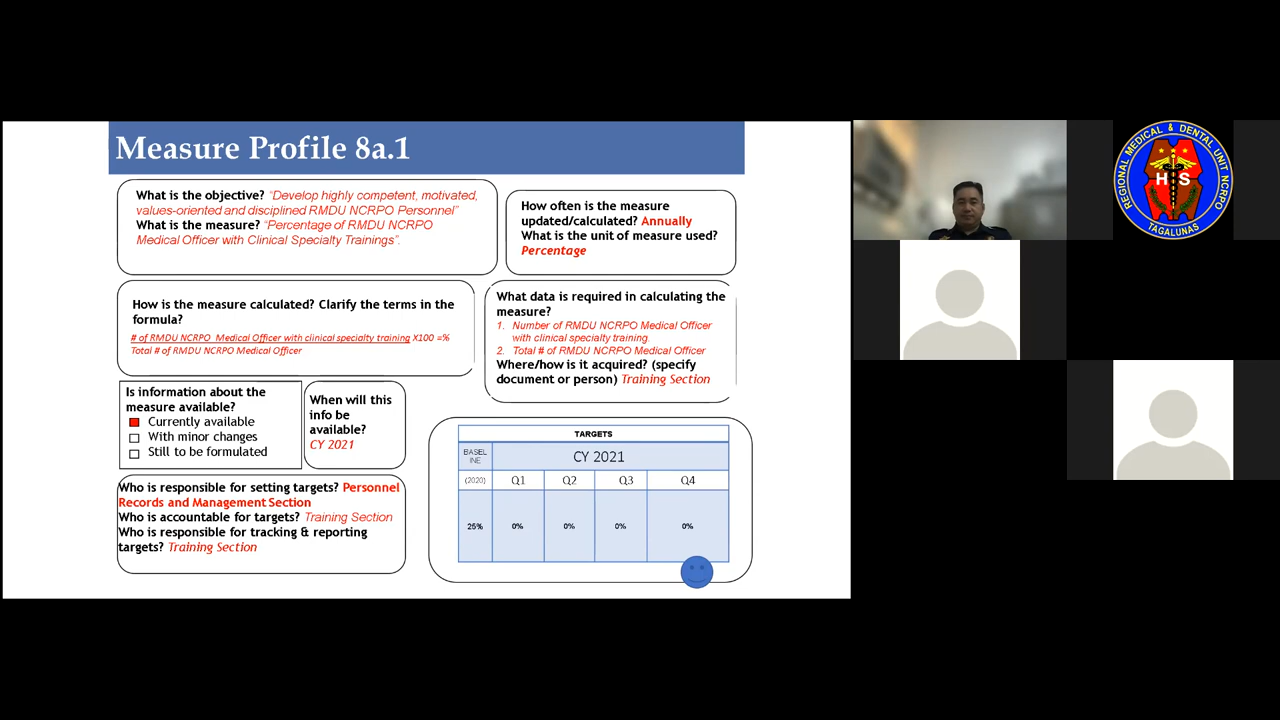 Measure Profile 8a.1
What is the objective? "Develop highly competent, motivated,
values-oriented and disciplined RMDU NCRPO Personnel"
What is the measure? "Percentage of RMDU NCRPO
Medical Officer with Clinical Specialty Trainings".
How often is the measure
updated/calculated? Annually
What is the unit of measure used?
Percentage
How is the measure calculated? Clarify the terms in the
formula?
# of RMDU NCRPO Medical Officer with clinical specialty training X100 =%
Total # of RMDU NCRPO Medical Officer
What data is required in calculating the
measure?
1. Number of RMDU NCRPO Medical Officer
with clinical specialty training.
2. Total # of RMDU NCRPO Medical Officer
Where/how is it acquired? (specify
document or person) Training Section
Is information about the
measure available?
Currently available
With minor changes
Still to be formulated
When will this
info be
available?
CY 2021
Who is responsible for setting targets? Personnel
Records and Management Section
Who is accountable for targets? Training Section
Who is responsible for tracking & reporting
targets? Training Section
TARGETS
BASEL
INE
CY 2021
(2020) Q1 Q2 Q3 Q4
25% 0% 0% 0% 0%
REGIONAL MEDICAL & DENTAL UNIT NCRPO
H S
TAGALUNAS